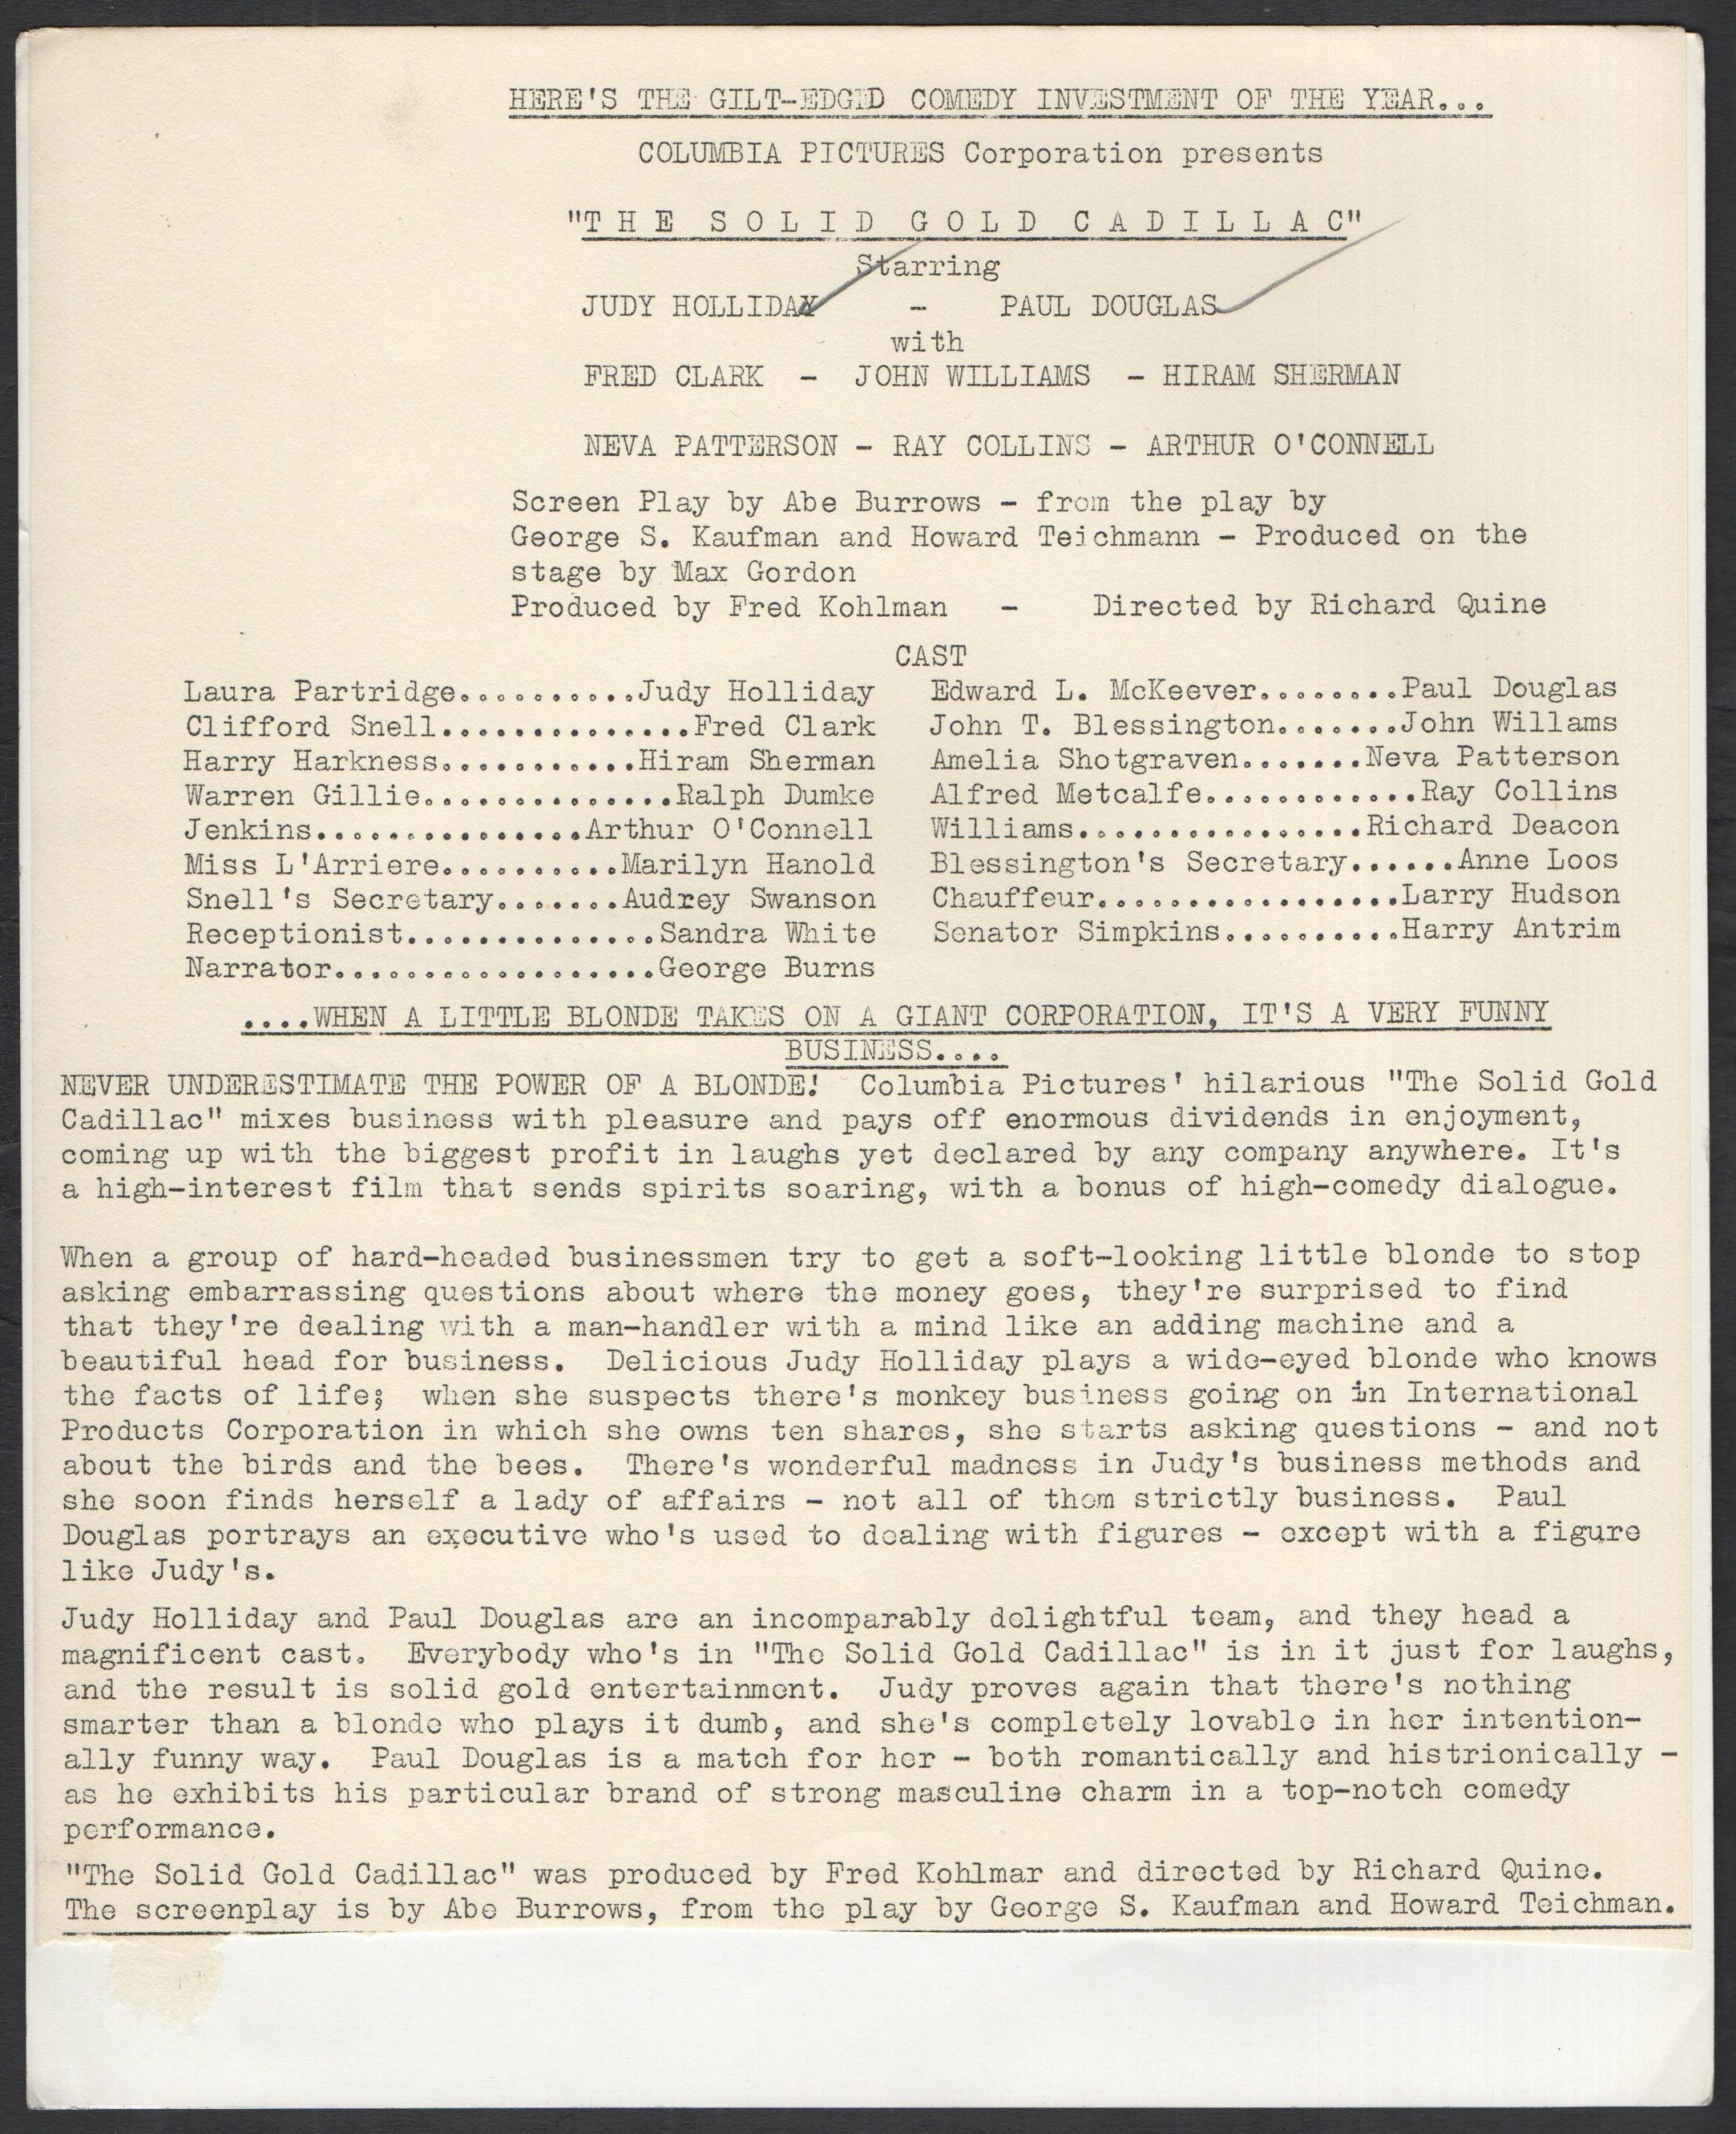 HERE'S THE GILT-EDGED COMEDY INVESTMENT OF THE YEAR...
COLUMBIA PICTURES Corporation presents
"T H E S O L I D G O L D C A D I L L A C"
Starring
JUDY HOLLIDAY - PAUL DOUGLAS
with
FRED CLARK - JOHN WILLIAMS - HIRAM SHERMAN
NEVA PATTERSON - RAY COLLINS - ARTHUR O'CONNELL
Screen Play by Abe Burrows - from the play by
George S. Kaufman and Howard Teichmann - Produced on the
stage by Max Gordon
Produced by Fred Kohlman - Directed by Richard Quine
CAST
Laura Partridge..........Judy Holliday Edward L. McKeever........Paul Douglas
Clifford Snell..............Fred Clark John T. Blessington.......John Willams
Harry Harkness...........Hiram Sherman Amelia Shotgraven.......Neva Patterson
Warren Gillie..............Ralph Dumke Alfred Metcalfe............Ray Collins
Jenkins...............Arthur O'Connell Williams................Richard Deacon
Miss L'Arriere..........Marilyn Hanold Blessington's Secretary......Anne Loos
Snell's Secretary.......Audrey Swanson Chauffeur.................Larry Hudson
Receptionist..............Sandra White Senator Simpkins..........Harry Antrim
Narrator..................George Burns
....WHEN A LITTLE BLONDE TAKES ON A GIANT CORPORATION, IT'S A VERY FUNNY
BUSINESS....
NEVER UNDERESTIMATE THE POWER OF A BLONDE! Columbia Pictures' hilarious "The Solid Gold
Cadillac" mixes business with pleasure and pays off enormous dividends in enjoyment,
coming up with the biggest profit in laughs yet declared by any company anywhere. It's
a high-interest film that sends spirits soaring, with a bonus of high-comedy dialogue.
When a group of hard-headed businessmen try to get a soft-looking little blonde to stop
asking embarrassing questions about where the money goes, they're surprised to find
that they're dealing with a man-handler with a mind like an adding machine and a
beautiful head for business. Delicious Judy Holliday plays a wide-eyed blonde who knows
the facts of life; when she suspects there's monkey business going on in International
Products Corporation in which she owns ten shares, she starts asking questions - and not
about the birds and the bees. There's wonderful madness in Judy's business methods and
she soon finds herself a lady of affairs - not all of them strictly business. Paul
Douglas portrays an executive who's used to dealing with figures - except with a figure
like Judy's.
Judy Holliday and Paul Douglas are an incomparably delightful team, and they head a
magnificent cast. Everybody who's in "The Solid Gold Cadillac" is in it just for laughs,
and the result is solid gold entertainment. Judy proves again that there's nothing
smarter than a blonde who plays it dumb, and she's completely lovable in her intention-
ally funny way. Paul Douglas is a match for her - both romantically and histrionically -
as he exhibits his particular brand of strong masculine charm in a top-notch comedy
performance.
"The Solid Gold Cadillac" was produced by Fred Kohlmar and directed by Richard Quine.
The screenplay is by Abe Burrows, from the play by George S. Kaufman and Howard Teichman.